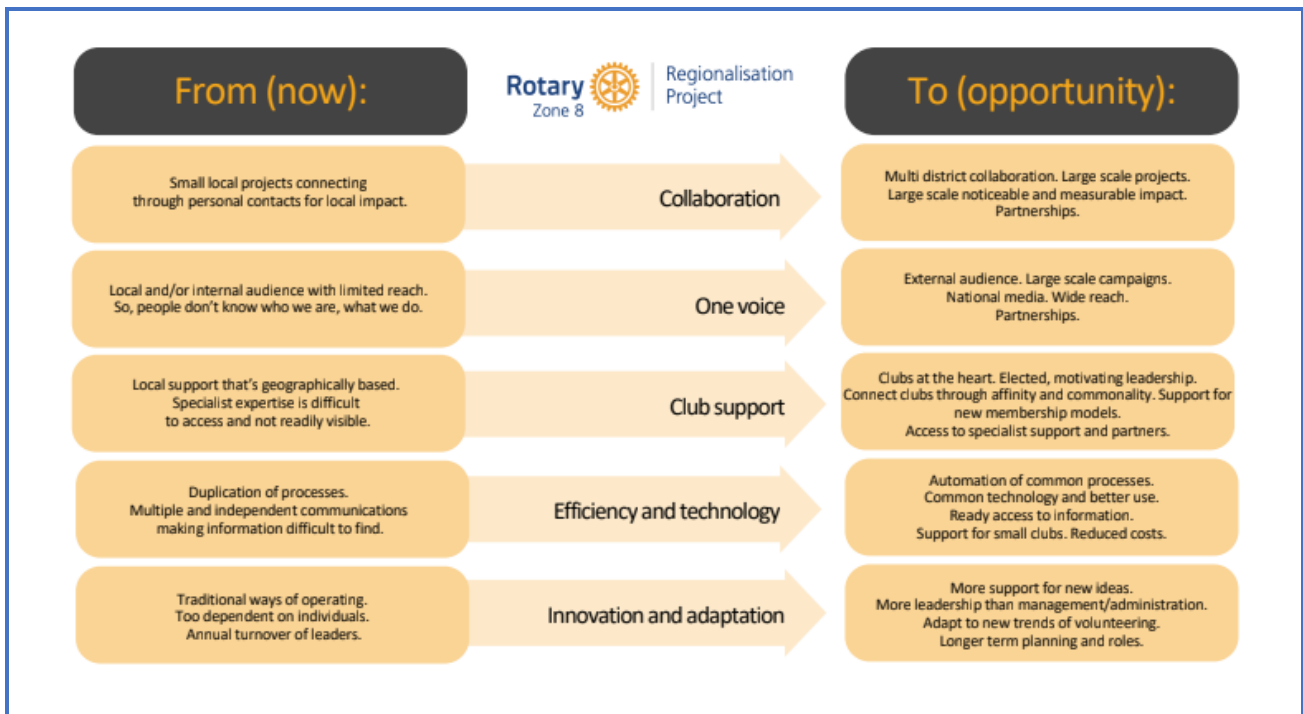 From (now):
Rotary
Zone 8
Regionalisation
Project
To (opportunity):
Small local projects connecting
through personal contacts for local impact.
Collaboration
Multi district collaboration. Large scale projects.
Large scale noticeable and measurable impact.
Partnerships.
Local and/or internal audience with limited reach.
So, people don't know who we are, what we do.
One voice
External audience. Large scale campaigns.
National media. Wide reach.
Partnerships.
Local support that's geographically based.
Specialist expertise is difficult
to access and not readily visible.
Club support
Clubs at the heart. Elected, motivating leadership.
Connect clubs through affinity and commonality. Support for
new membership models.
Access to specialist support and partners.
Duplication of processes.
Multiple and independent communications
making information difficult to find.
Efficiency and technology
Automation of common processes.
Common technology and better use.
Ready access to information.
Support for small clubs. Reduced costs.
Traditional ways of operating.
Too dependent on individuals.
Annual turnover of leaders.
Innovation and adaptation
More support for new ideas.
More leadership than management/administration.
Adapt to new trends of volunteering.
Longer term planning and roles.